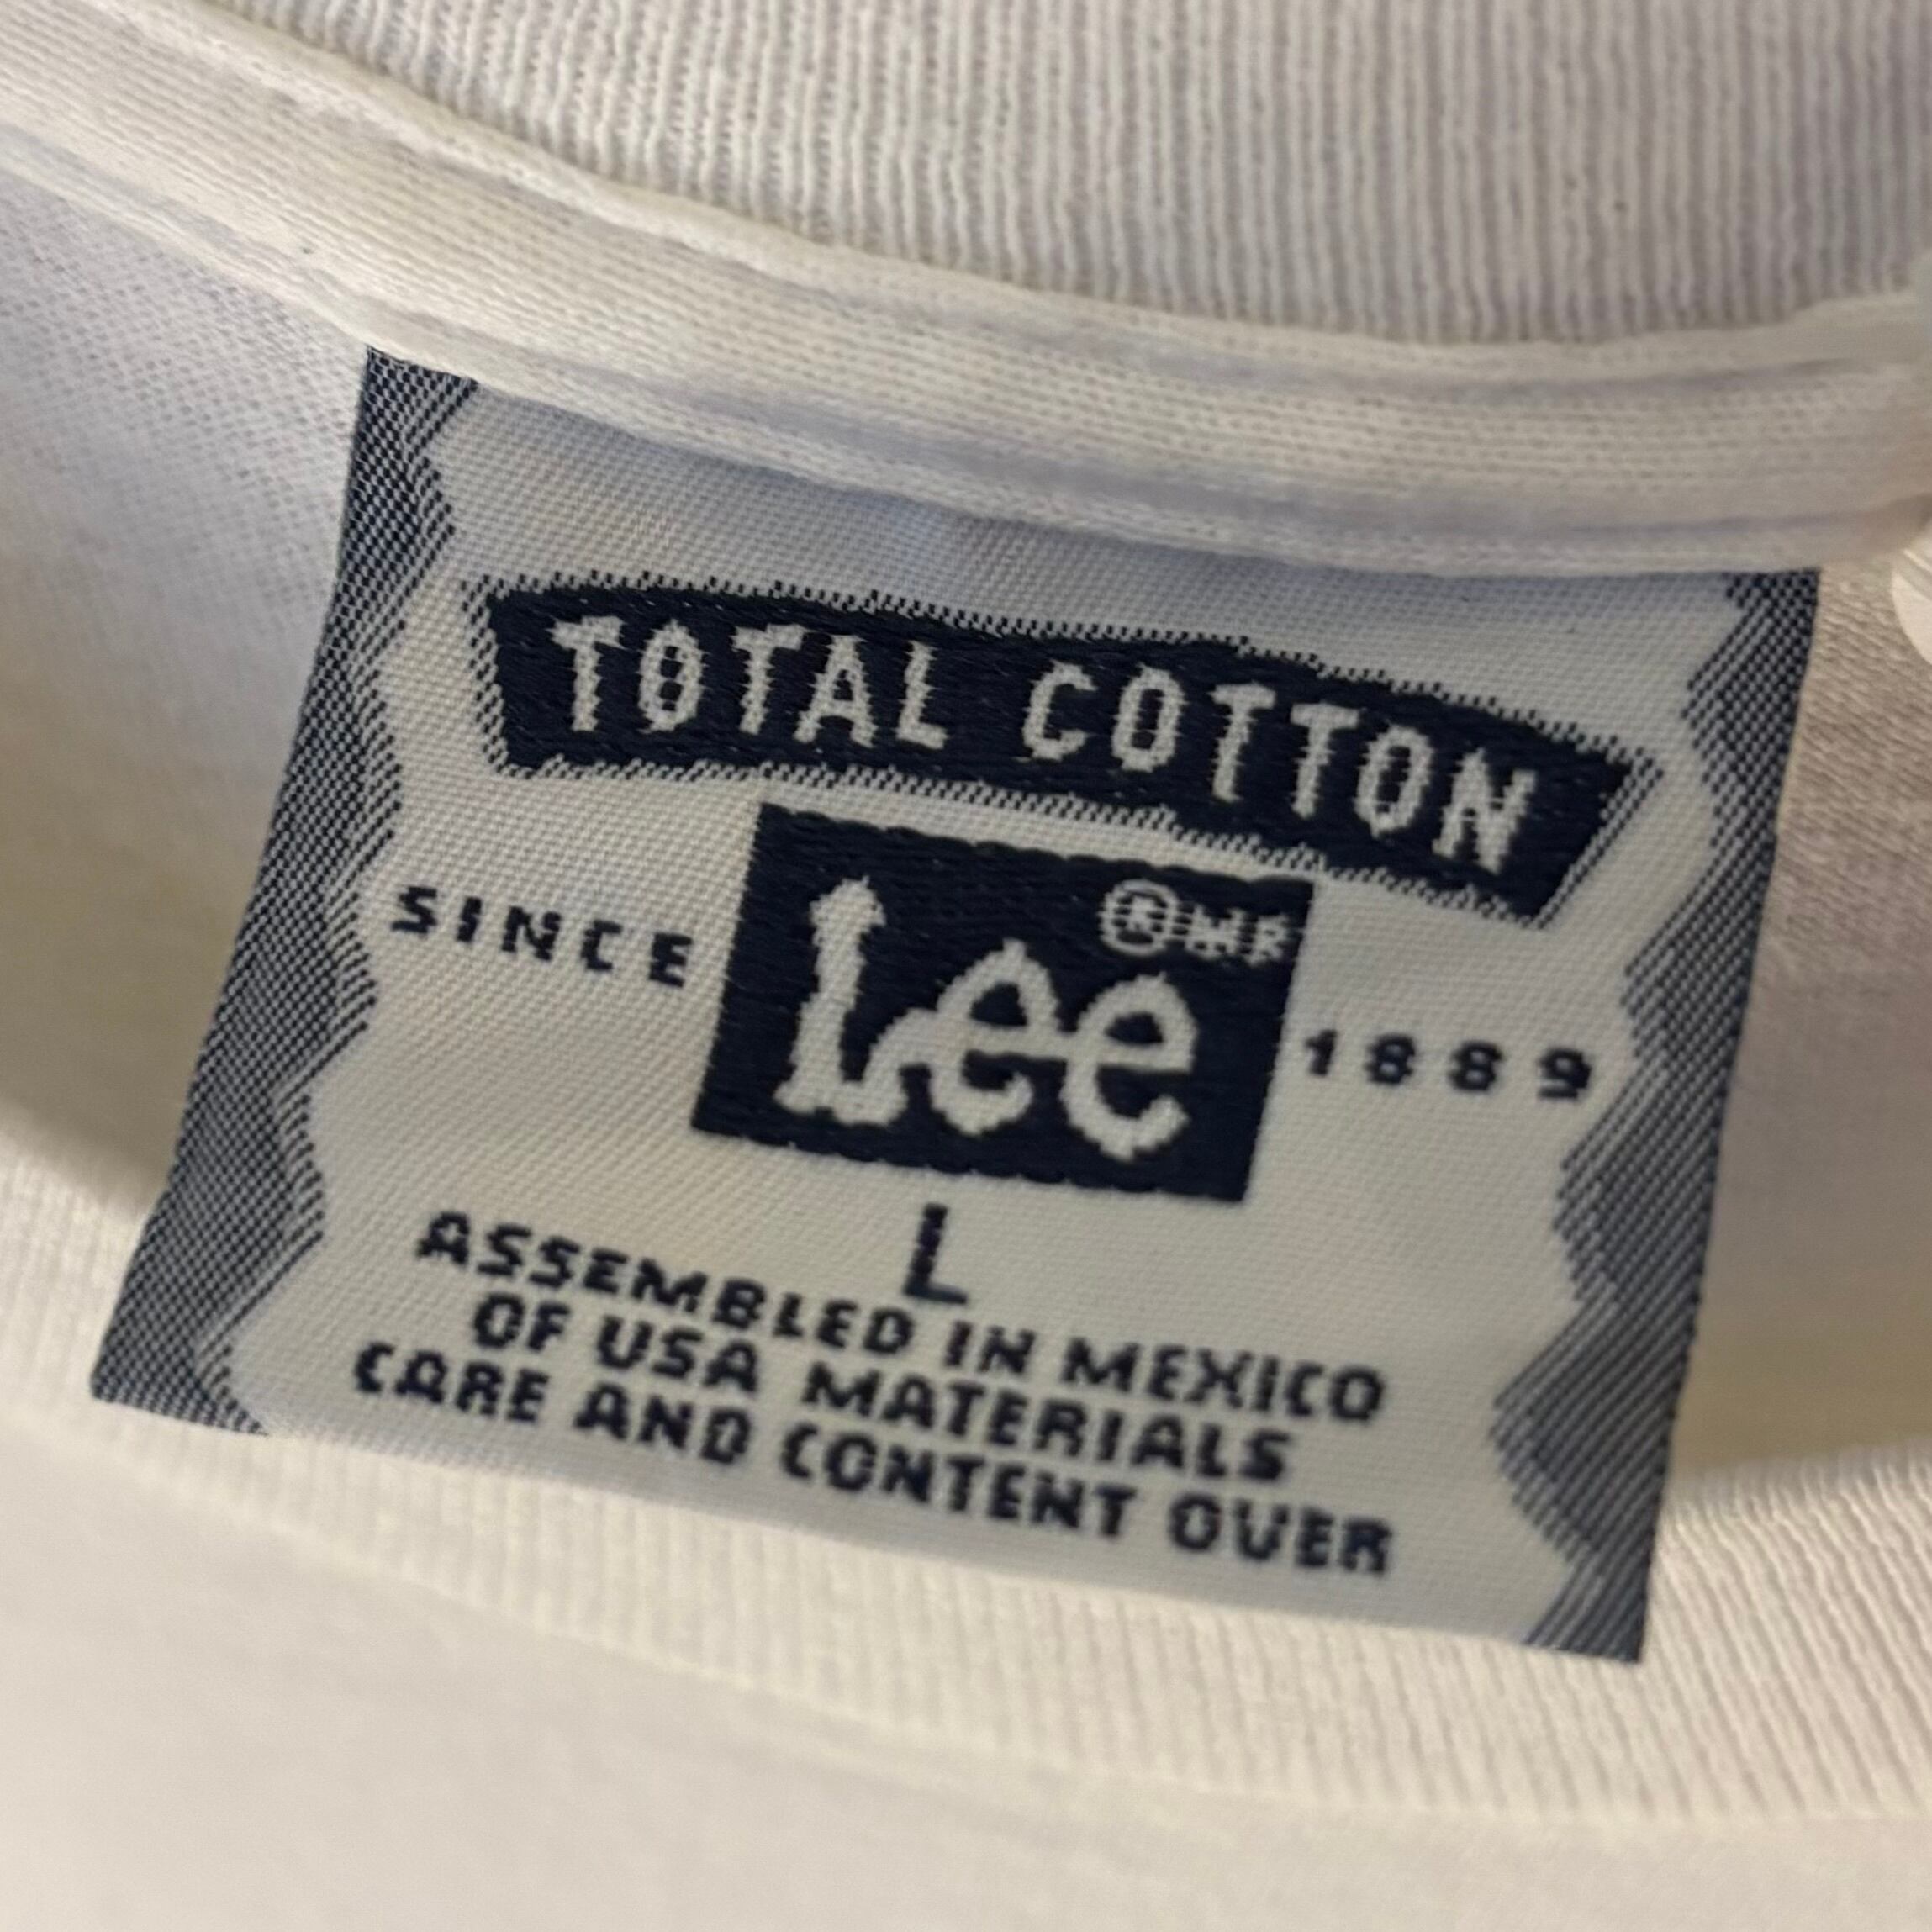 TOTAL COTTON
SINCE Lee ®MR 1889
L
ASSEMBLED IN MEXICO
OF USA MATERIALS
CARE AND CONTENT OVER